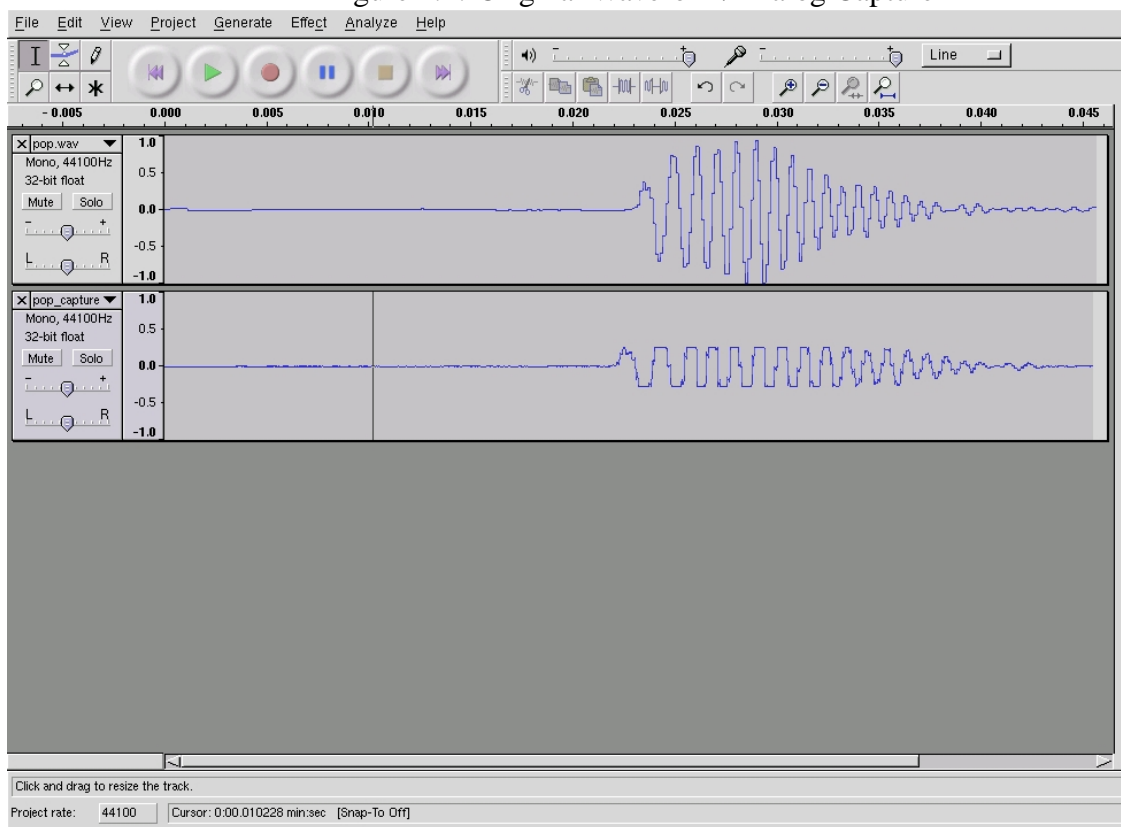 File Edit View Project Generate Effect Analyze Help
Line
- 0.005 0.000 0.005 0.010 0.015 0.020 0.025 0.030 0.035 0.040 0.045
pop.wav
Mono, 44100Hz
32-bit float
Mute Solo
- +
L R
1.0
0.5
0.0
-0.5
-1.0
pop_capture
Mono, 44100Hz
32-bit float
Mute Solo
- +
L R
1.0
0.5
0.0
-0.5
-1.0
Click and drag to resize the track.
Project rate: 44100 Cursor: 0:00.010228 min:sec [Snap-To Off]